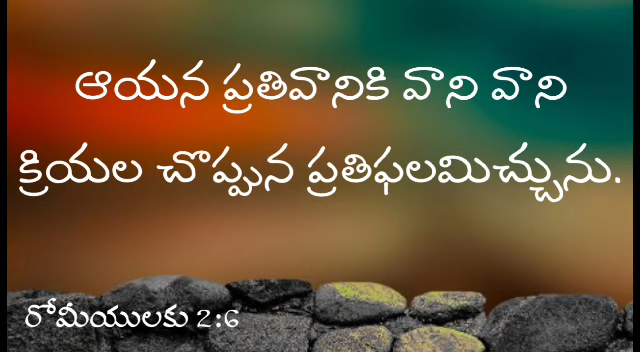 ఆయన ప్రతివానికి వాని వాని
క్రియల చొప్పున ప్రతిఫలమిచ్చును.
రోమీయులకు 2:6